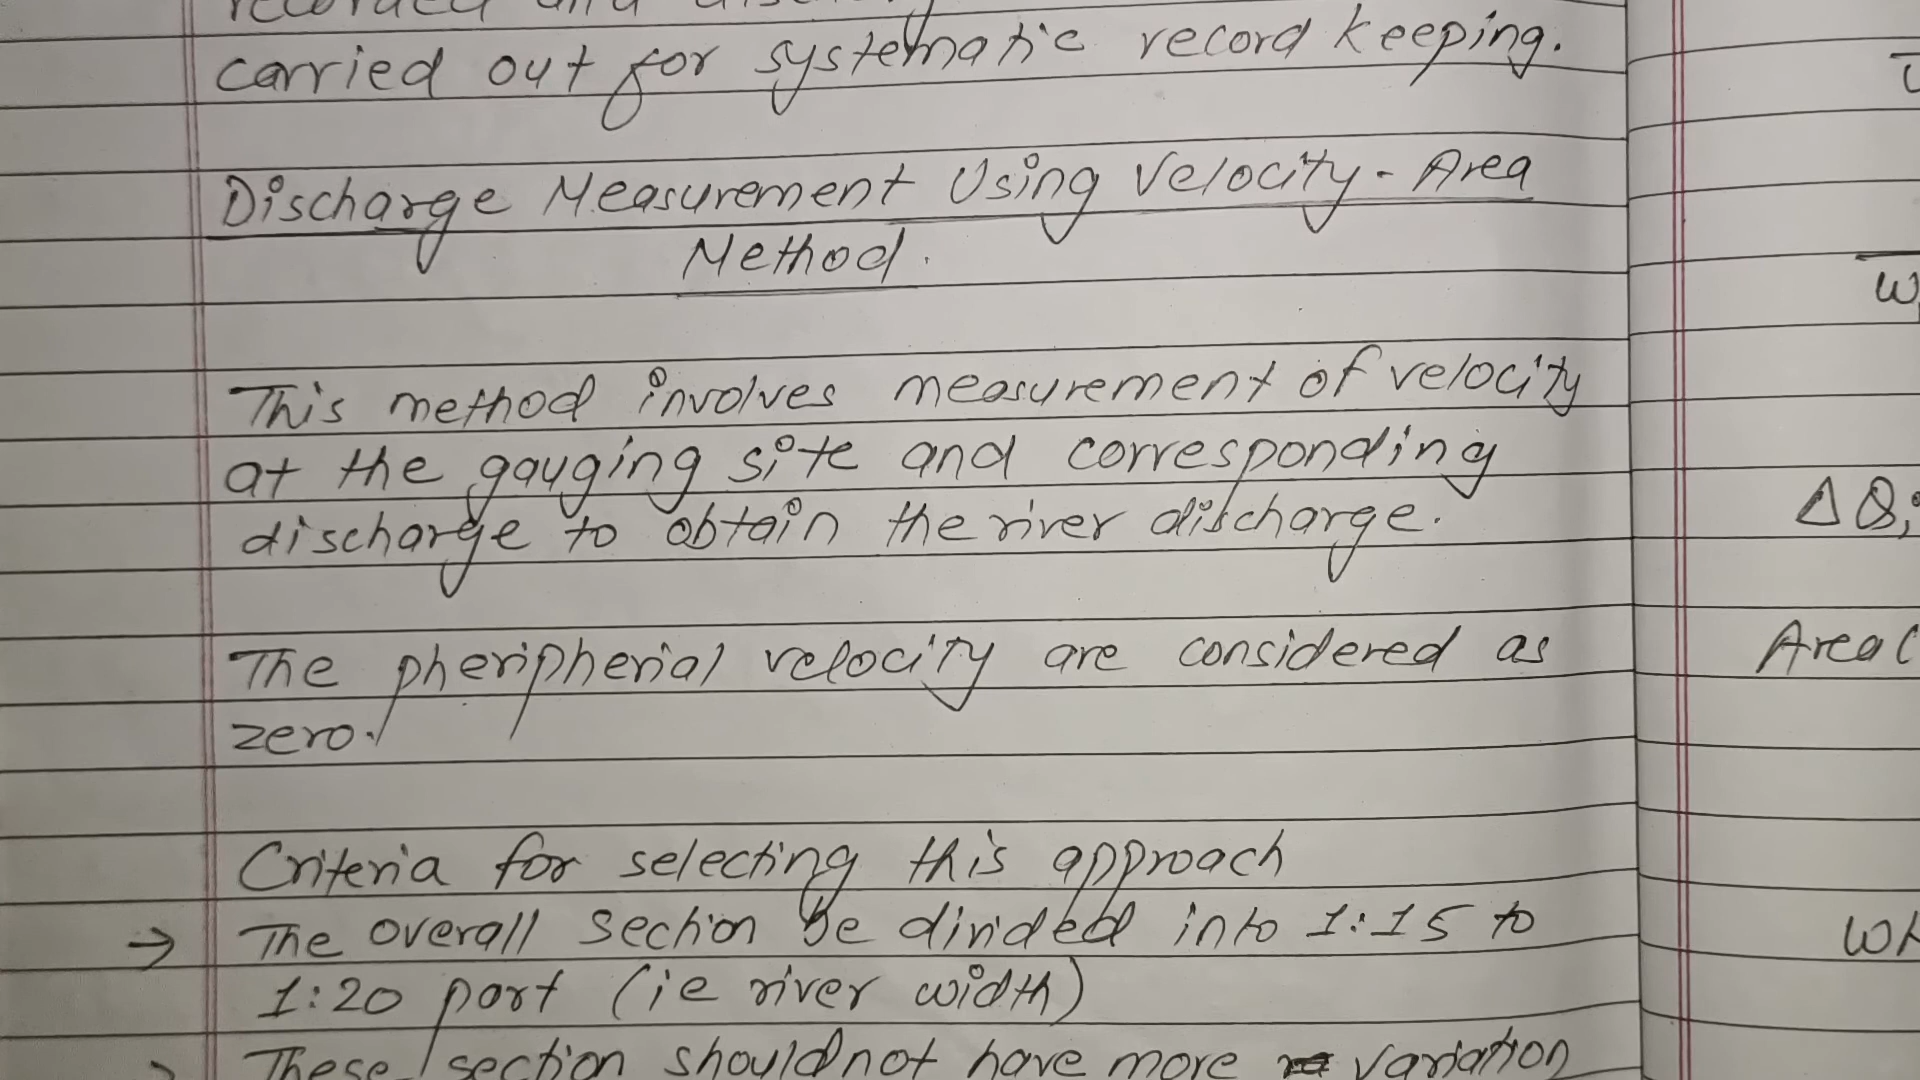 carried out for systematic record keeping.
Discharge Measurement Using Velocity-Area
Method.
This method involves measurement of velocity
at the gauging site and corresponding
discharge to obtain the river discharge.
The pheripherial velocity are considered as
zero.
Criteria for selecting this approach
→ The overall section be divided into 1:15 to
1:20 part (ie river width)
These section should not have more variation
ΔQi
Area (